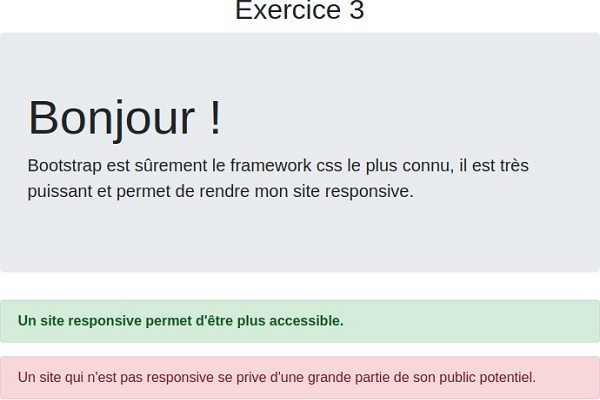 Exercice 3
Bonjour !
Bootstrap est sûrement le framework css le plus connu, il est très
puissant et permet de rendre mon site responsive.
Un site responsive permet d'être plus accessible.
Un site qui n'est pas responsive se prive d'une grande partie de son public potentiel.